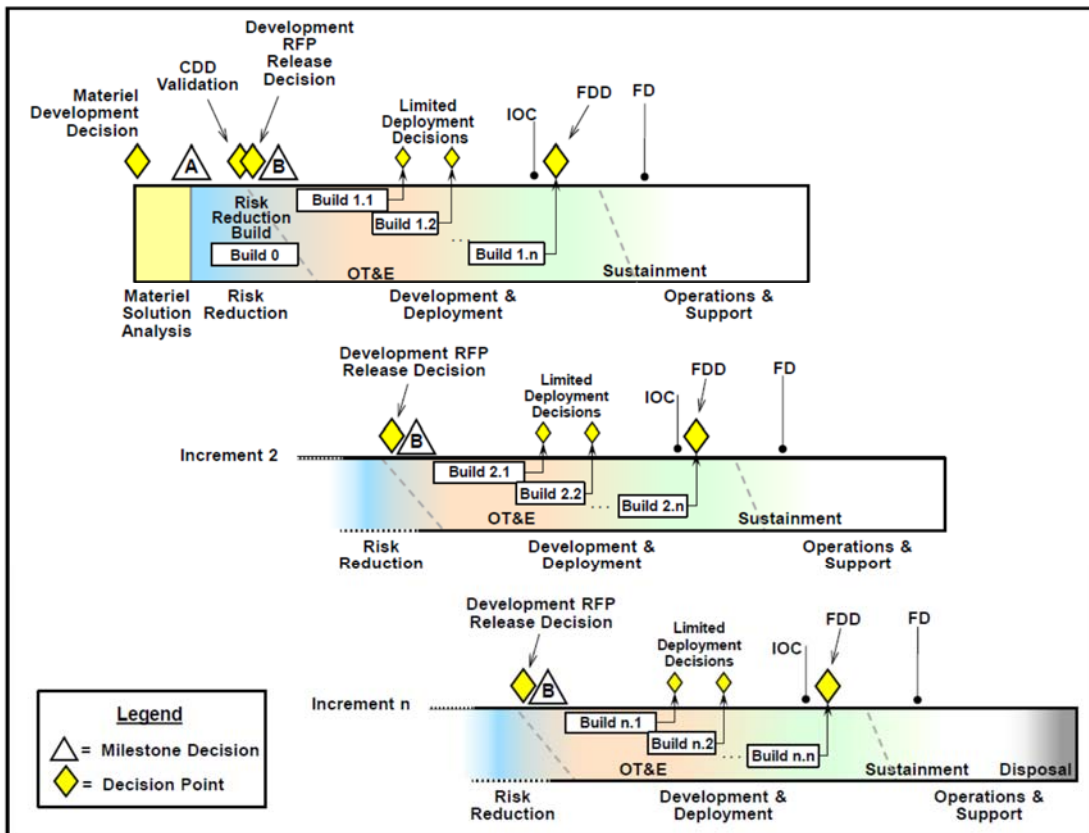 Development
RFP
Release
Decision
CDD
Validation
Materiel
Development
Decision
Limited
Deployment
Decisions
IOC
FDD
FD
A
B
Build 1.1
Risk
Reduction
Build
Build 1.2
Build 0
...
Build 1.n
OT&E
Sustainment
Materiel
Solution
Analysis
Risk
Reduction
Development &
Deployment
Operations &
Support
Development RFP
Release Decision
Limited
Deployment
Decisions
IOC
FDD
FD
B
Increment 2
Build 2.1
Build 2.2
....
Build 2.n
OT&E
Sustainment
Risk
Reduction
Development &
Deployment
Operations &
Support
Development RFP
Release Decision
Limited
Deployment
Decisions
IOC
FDD
FD
B
Increment n
Build n.1
Build n.2
....
Build n.n
OT&E
Sustainment
Disposal
Risk
Reduction
Development &
Deployment
Operations &
Support
Legend
= Milestone Decision
= Decision Point